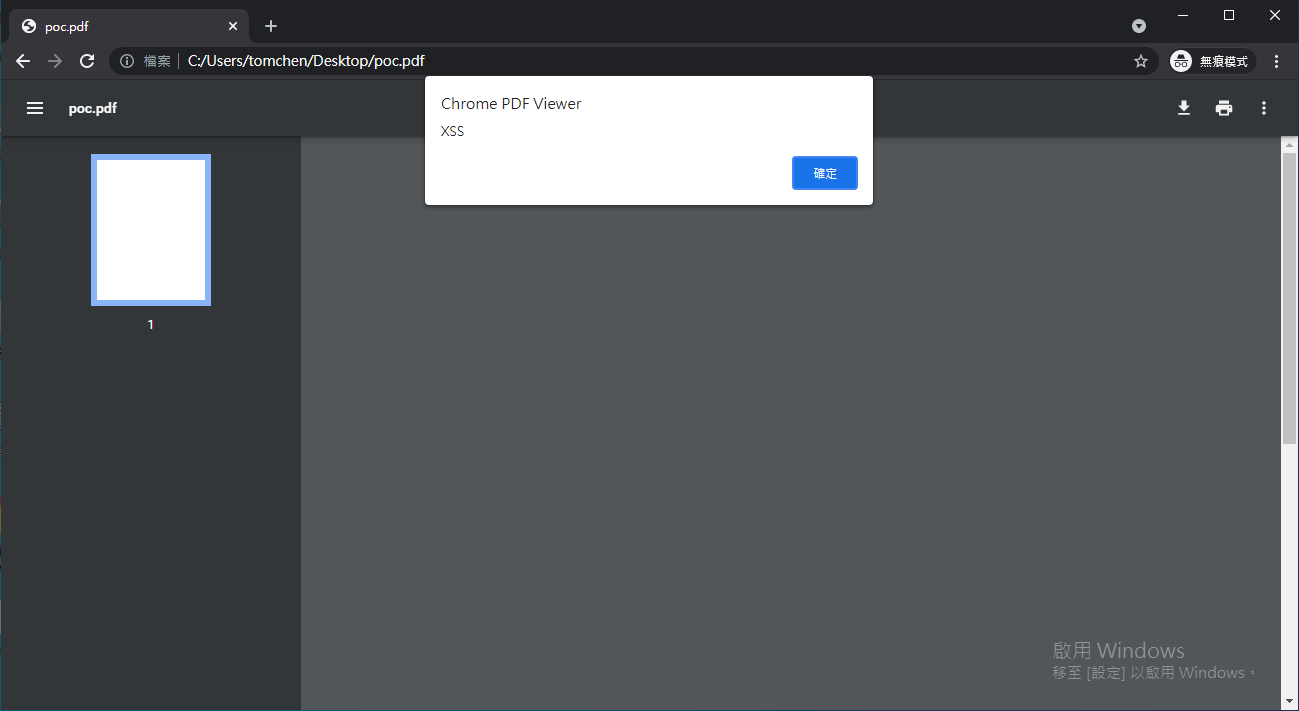 poc.pdf
檔案
C:/Users/tomchen/Desktop/poc.pdf
無痕模式
poc.pdf
Chrome PDF Viewer
XSS
確定
1
啟用 Windows
移至 [設定] 以啟用 Windows。